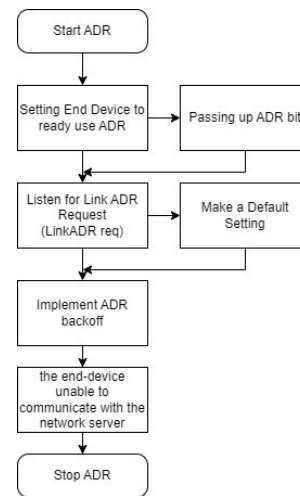 Start ADR
Setting End Device to
ready use ADR
Passing up ADR bit
Listen for Link ADR
Request
(LinkADR req)
Make a Default
Setting
Implement ADR
backoff
the end-device
unable to
communicate with the
network server
Stop ADR